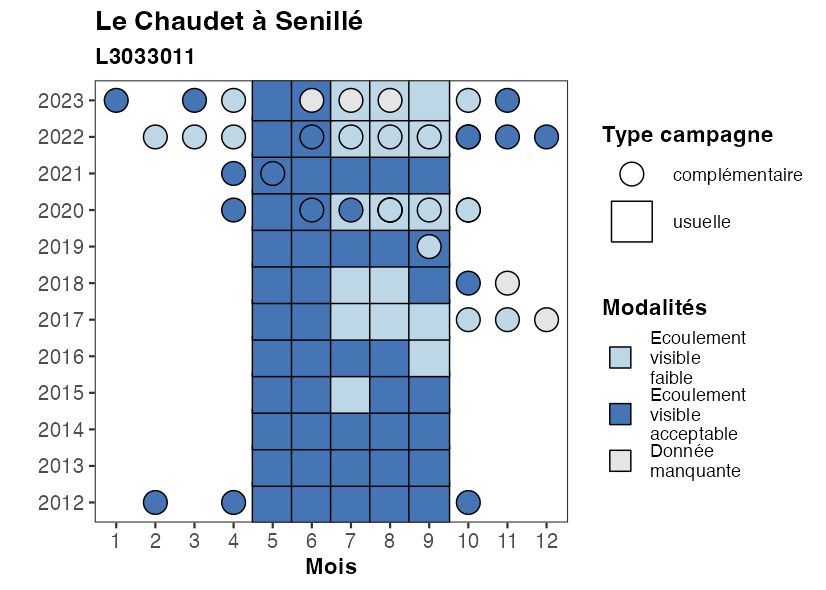 Le Chaudet à Senillé
L3033011
2023
2022
2021
2020
2019
2018
2017
2016
2015
2014
2013
2012
1 2 3 4 5 6 7 8 9 10 11 12
Mois
Type campagne
complémentaire
usuelle
Modalités
Ecoulement
visible
faible
Ecoulement
visible
acceptable
Donnée
manquante